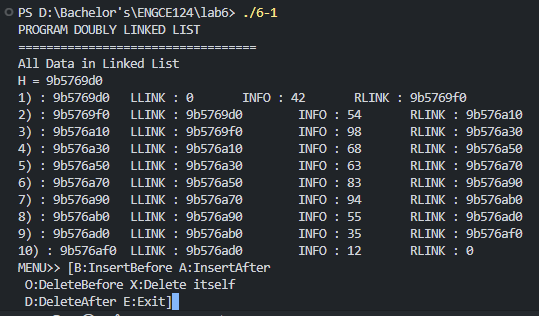 PS D:\Bachelor's\ENGCE124\lab6> ./6-1
PROGRAM DOUBLY LINKED LIST
=================================
All Data in Linked List
H = 9b5769d0
1) : 9b5769d0 LLINK : 0 INFO : 42 RLINK : 9b5769f0
2) : 9b5769f0 LLINK : 9b5769d0 INFO : 54 RLINK : 9b576a10
3) : 9b576a10 LLINK : 9b5769f0 INFO : 98 RLINK : 9b576a30
4) : 9b576a30 LLINK : 9b576a10 INFO : 68 RLINK : 9b576a50
5) : 9b576a50 LLINK : 9b576a30 INFO : 63 RLINK : 9b576a70
6) : 9b576a70 LLINK : 9b576a50 INFO : 83 RLINK : 9b576a90
7) : 9b576a90 LLINK : 9b576a70 INFO : 94 RLINK : 9b576ab0
8) : 9b576ab0 LLINK : 9b576a90 INFO : 55 RLINK : 9b576ad0
9) : 9b576ad0 LLINK : 9b576ab0 INFO : 35 RLINK : 9b576af0
10) : 9b576af0 LLINK : 9b576ad0 INFO : 12 RLINK : 0
MENU>> [B:InsertBefore A:InsertAfter
O:DeleteBefore X:Delete itself
D:DeleteAfter E:Exit]